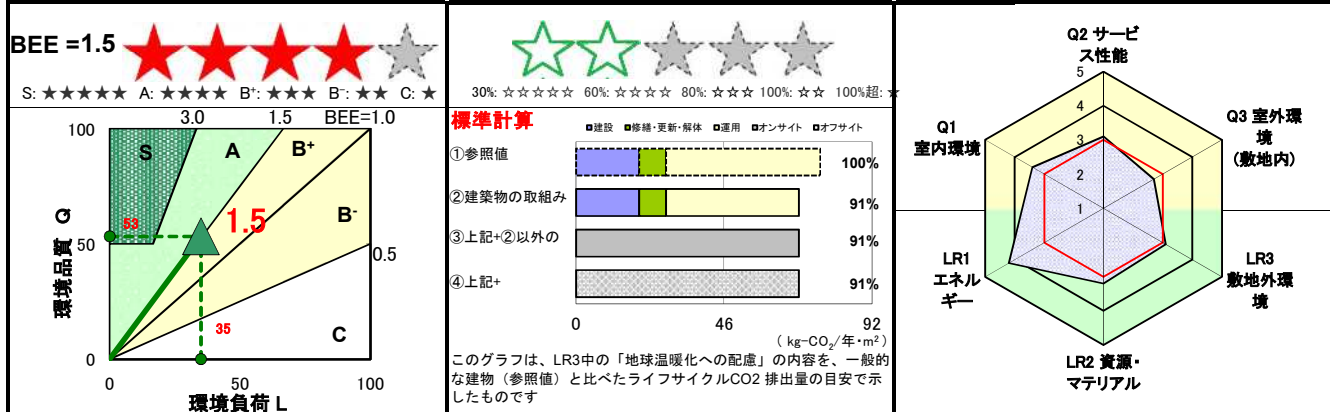 BEE =1.5
S: ★★★★★ A: ★★★★ B⁺: ★★★ B⁻: ★★ C: ★
3.0 1.5 BEE=1.0
100
S A B⁺
1.5
53
50
B⁻
0.5
35
C
0
0 50 100
環境品質 Q
環境負荷 L
30%: ☆☆☆☆☆ 60%: ☆☆☆☆ 80%: ☆☆☆ 100%: ☆☆ 100%超: ☆
標準計算
■建設 ■修繕・更新・解体 □運用 □オンサイト □オフサイト
①参照値 100%
②建築物の取組み 91%
③上記+②以外の 91%
④上記+ 91%
0 46 92
( kg-CO₂/年・m² )
このグラフは、LR3中の「地球温暖化への配慮」の内容を、一般的
な建物（参照値）と比べたライフサイクルCO2 排出量の目安で示
したものです
Q2 サービ
ス性能
Q1
室内環境
Q3 室外環
境
(敷地内)
5
4
3
2
1
LR1
エネル
ギー
LR3
敷地外環
境
LR2 資源・
マテリアル